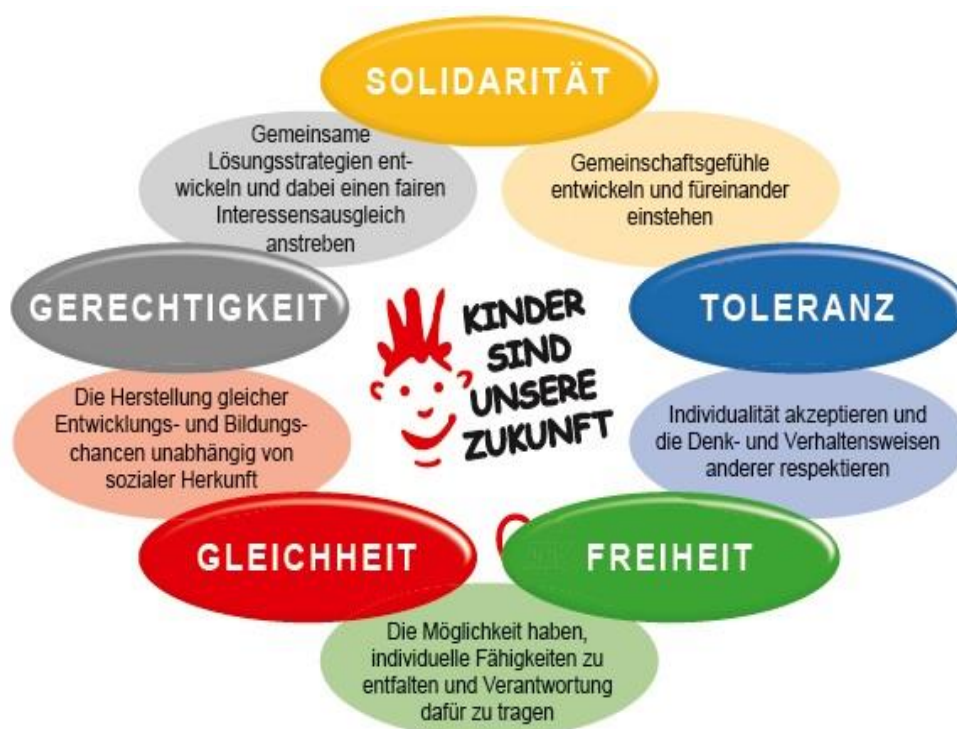 SOLIDARITÄT
Gemeinsame
Lösungsstrategien ent-
wickeln und dabei einen fairen
Interessensausgleich
anstreben
Gemeinschaftsgefühle
entwickeln und füreinander
einstehen
GERECHTIGKEIT
KINDER
SIND
UNSERE
ZUKUNFT
TOLERANZ
Die Herstellung gleicher
Entwicklungs- und Bildungs-
chancen unabhängig von
sozialer Herkunft
Individualität akzeptieren und
die Denk- und Verhaltensweisen
anderer respektieren
GLEICHHEIT
FREIHEIT
Die Möglichkeit haben,
individuelle Fähigkeiten zu
entfalten und Verantwortung
dafür zu tragen